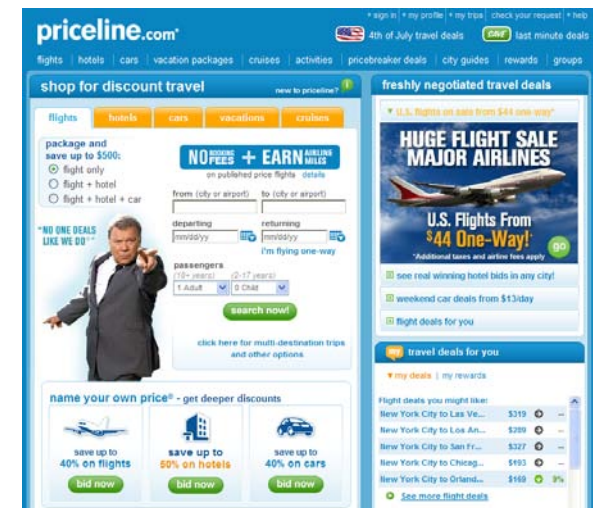 sign in my profile my trips check your request help
priceline.com
4th of July travel deals last minute deals
flights hotels cars vacation packages cruises activities pricebreaker deals city guides rewards groups
shop for discount travel
new to priceline?
flights
hotels
cars
vacations
cruises
package and
save up to $500:
flight only
flight + hotel
flight + hotel + car
NO BOOKING FEES + EARN AIRLINE MILES
on published price flights details
from (city or airport) to (city or airport)
departing returning
mm/dd/yy mm/dd/yy
i'm flying one-way
passengers
(18+ years) (2-17 years)
1 Adult 0 Child
search now!
click here for multi-destination trips
and other options
"NO ONE DEALS
LIKE WE DO"
name your own price® - get deeper discounts
save up to
40% on flights
bid now
save up to
50% on hotels
bid now
save up to
40% on cars
bid now
freshly negotiated travel deals
U.S. flights on sale from $44 one-way*
HUGE FLIGHT SALE
MAJOR AIRLINES
U.S. Flights From
$44 One-Way!*
*Additional taxes and airline fees apply
go
see real winning hotel bids in any city!
weekend car deals from $13/day
flight deals for you
my travel deals for you
my deals | my rewards
Flight deals you might like:
New York City to Las Ve... $319 --
New York City to Los An... $289 --
New York City to San Fr... $327 --
New York City to Chicag... $193 --
New York City to Orland... $169 9%
See more flight deals